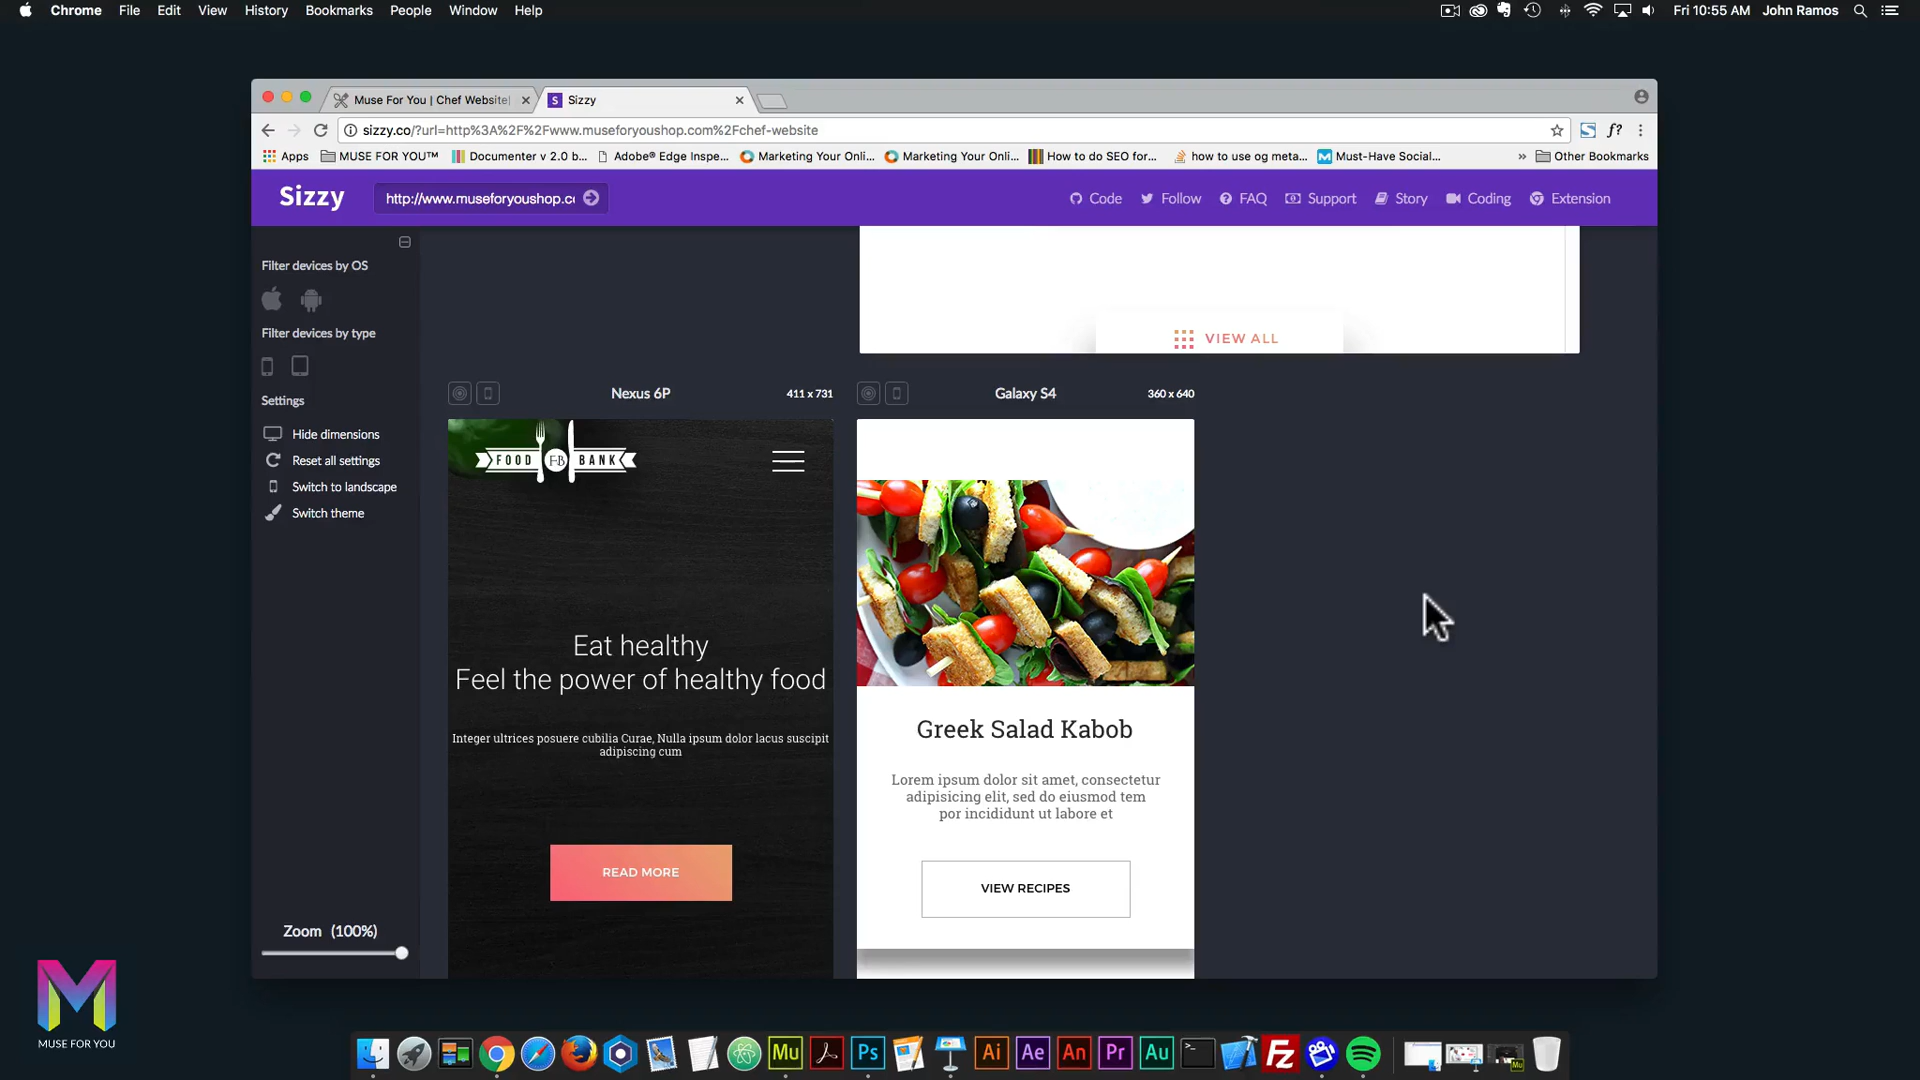 Chrome File Edit View History Bookmarks People Window Help
Fri 10:55 AM John Ramos
Muse For You | Chef Website|
S Sizzy
sizzy.co/?url=http%3A%2F%2Fwww.museforyoushop.com%2Fchef-website
f?
Apps MUSE FOR YOU™ Documenter v 2.0 b... Adobe® Edge Inspe... Marketing Your Onli... Marketing Your Onli... How to do SEO for... how to use og meta... Must-Have Social... » Other Bookmarks
Sizzy http://www.museforyoushop.co Code Follow FAQ Support Story Coding Extension
Filter devices by OS
Filter devices by type
Settings
Hide dimensions
Reset all settings
Switch to landscape
Switch theme
Zoom (100%)
VIEW ALL
Nexus 6P 411 x 731
FOOD FB BANK
Eat healthy
Feel the power of healthy food
Integer ultrices posuere cubilia Curae, Nulla ipsum dolor lacus suscipit
adipiscing cum
READ MORE
Galaxy S4 360 x 640
Greek Salad Kabob
Lorem ipsum dolor sit amet, consectetur
adipisicing elit, sed do eiusmod tem
por incididunt ut labore et
VIEW RECIPES
MUSE FOR YOU
Mu Ps Ai Ae An Pr Au Fz